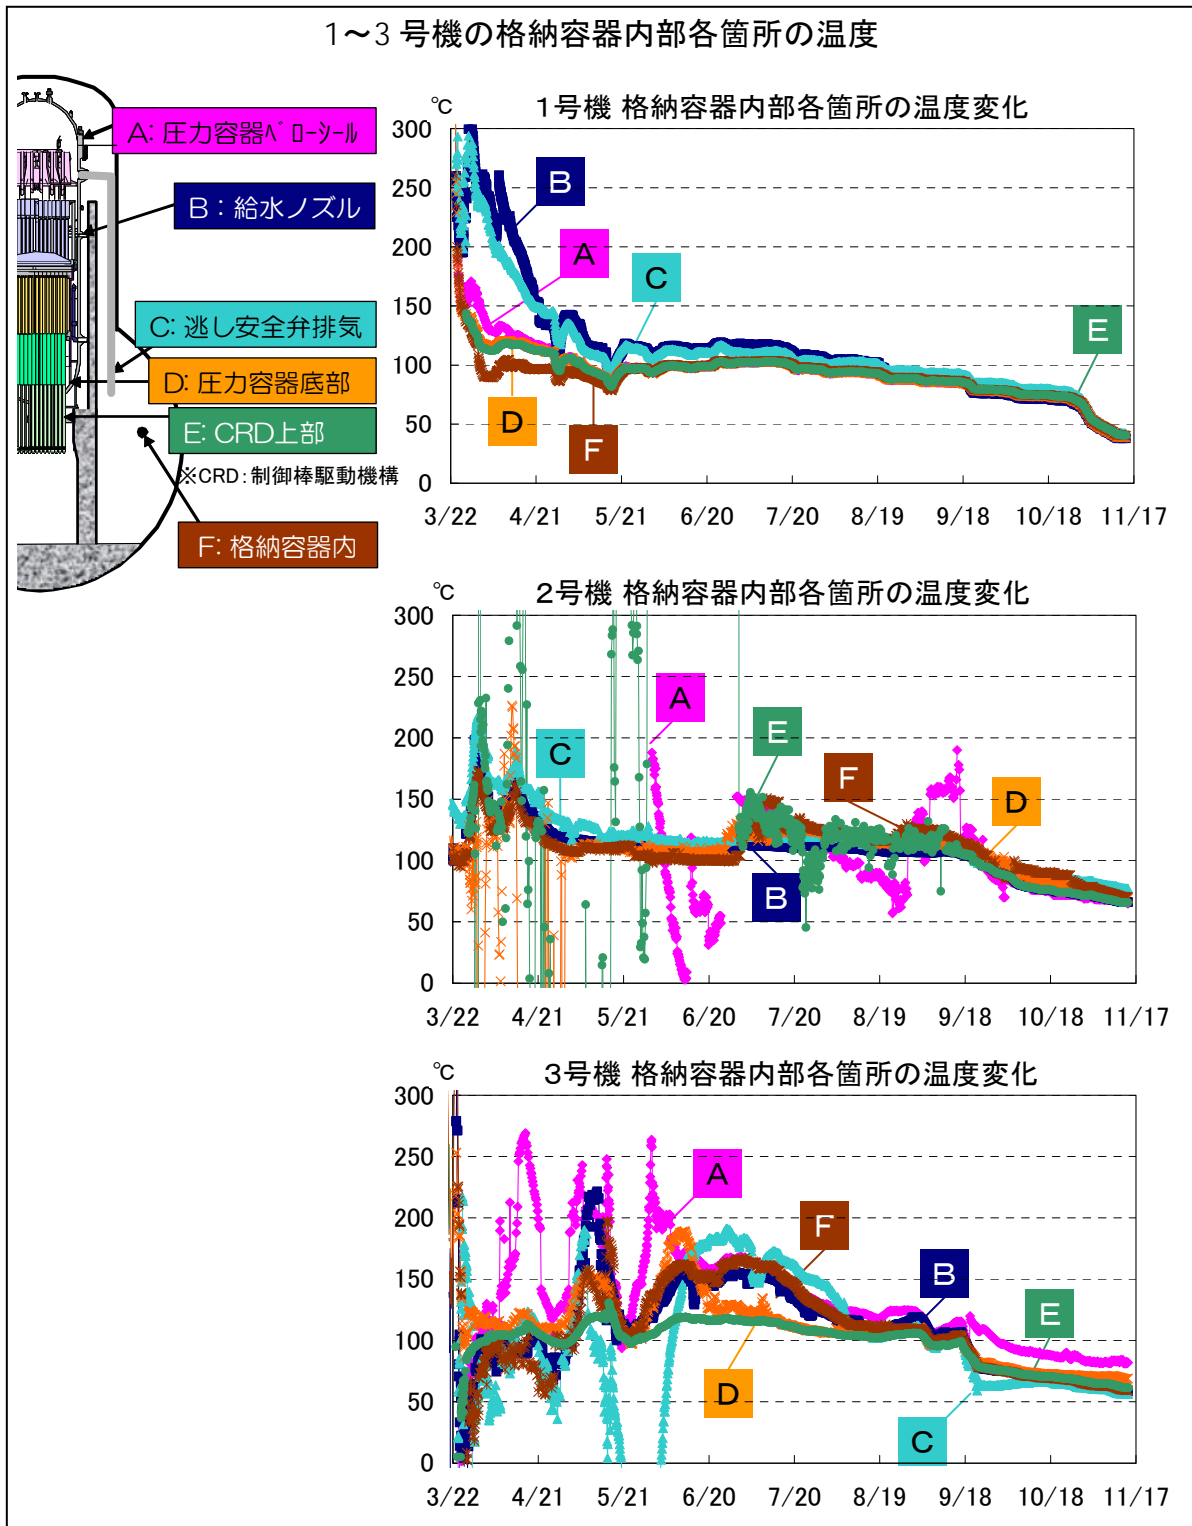 1～3号機の格納容器内部各箇所の温度
A: 圧力容器ﾍﾞﾛｰｼｰﾙ
B：給水ノズル
C: 逃し安全弁排気
D: 圧力容器底部
E: CRD上部
※CRD: 制御棒駆動機構
F: 格納容器内
℃
1号機 格納容器内部各箇所の温度変化
300
250
200
150
100
50
0
B
A
C
D
F
E
3/22 4/21 5/21 6/20 7/20 8/19 9/18 10/18 11/17
℃
2号機 格納容器内部各箇所の温度変化
300
250
200
150
100
50
0
A
C
E
F
D
B
3/22 4/21 5/21 6/20 7/20 8/19 9/18 10/18 11/17
℃
3号機 格納容器内部各箇所の温度変化
300
250
200
150
100
50
0
A
F
B
E
D
C
3/22 4/21 5/21 6/20 7/20 8/19 9/18 10/18 11/17